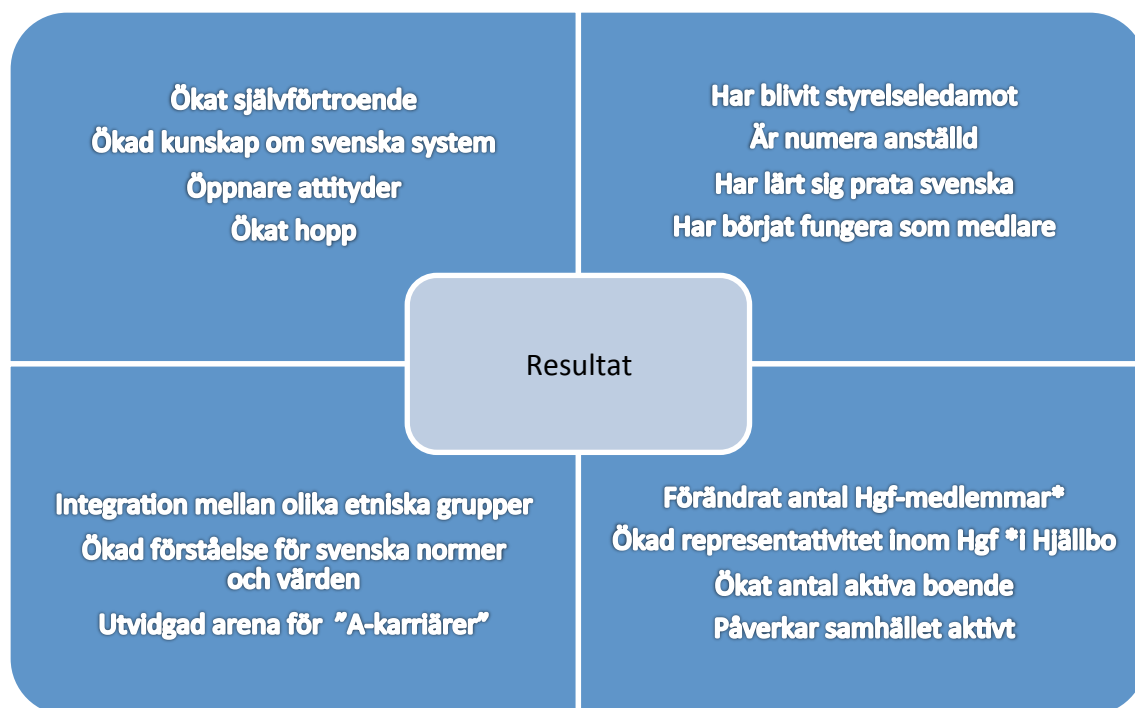 Ökat självförtroende
Ökad kunskap om svenska system
Öppnare attityder
Ökat hopp
Har blivit styrelseledamot
Är numera anställd
Har lärt sig prata svenska
Har börjat fungera som medlare
Resultat
Integration mellan olika etniska grupper
Ökad förståelse för svenska normer
och värden
Utvidgad arena för ”A-karriärer”
Förändrat antal Hgf-medlemmar*
Ökad representativitet inom Hgf *i Hjällbo
Ökat antal aktiva boende
Påverkar samhället aktivt